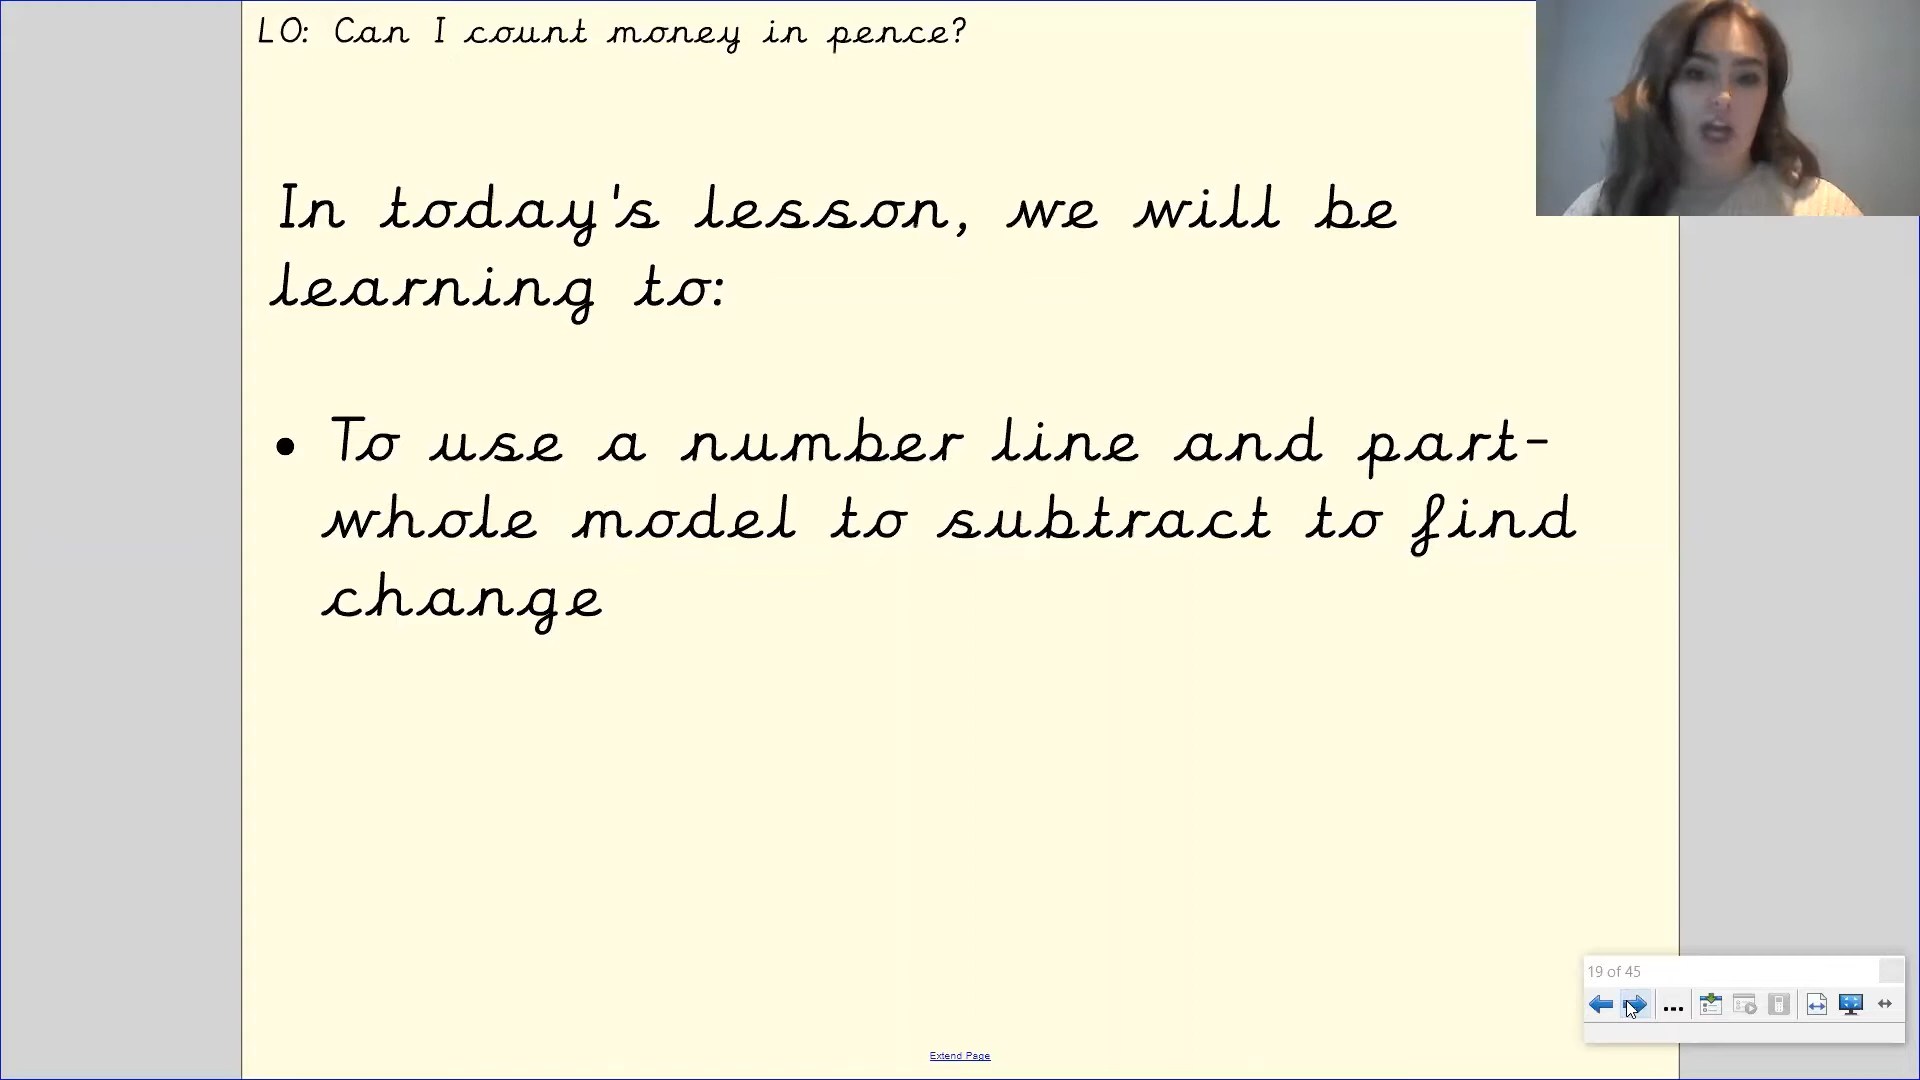 LO: Can I count money in pence?
In today's lesson, we will be
learning to:
• To use a number line and part-
whole model to subtract to find
change
19 of 45
...
Extend Page